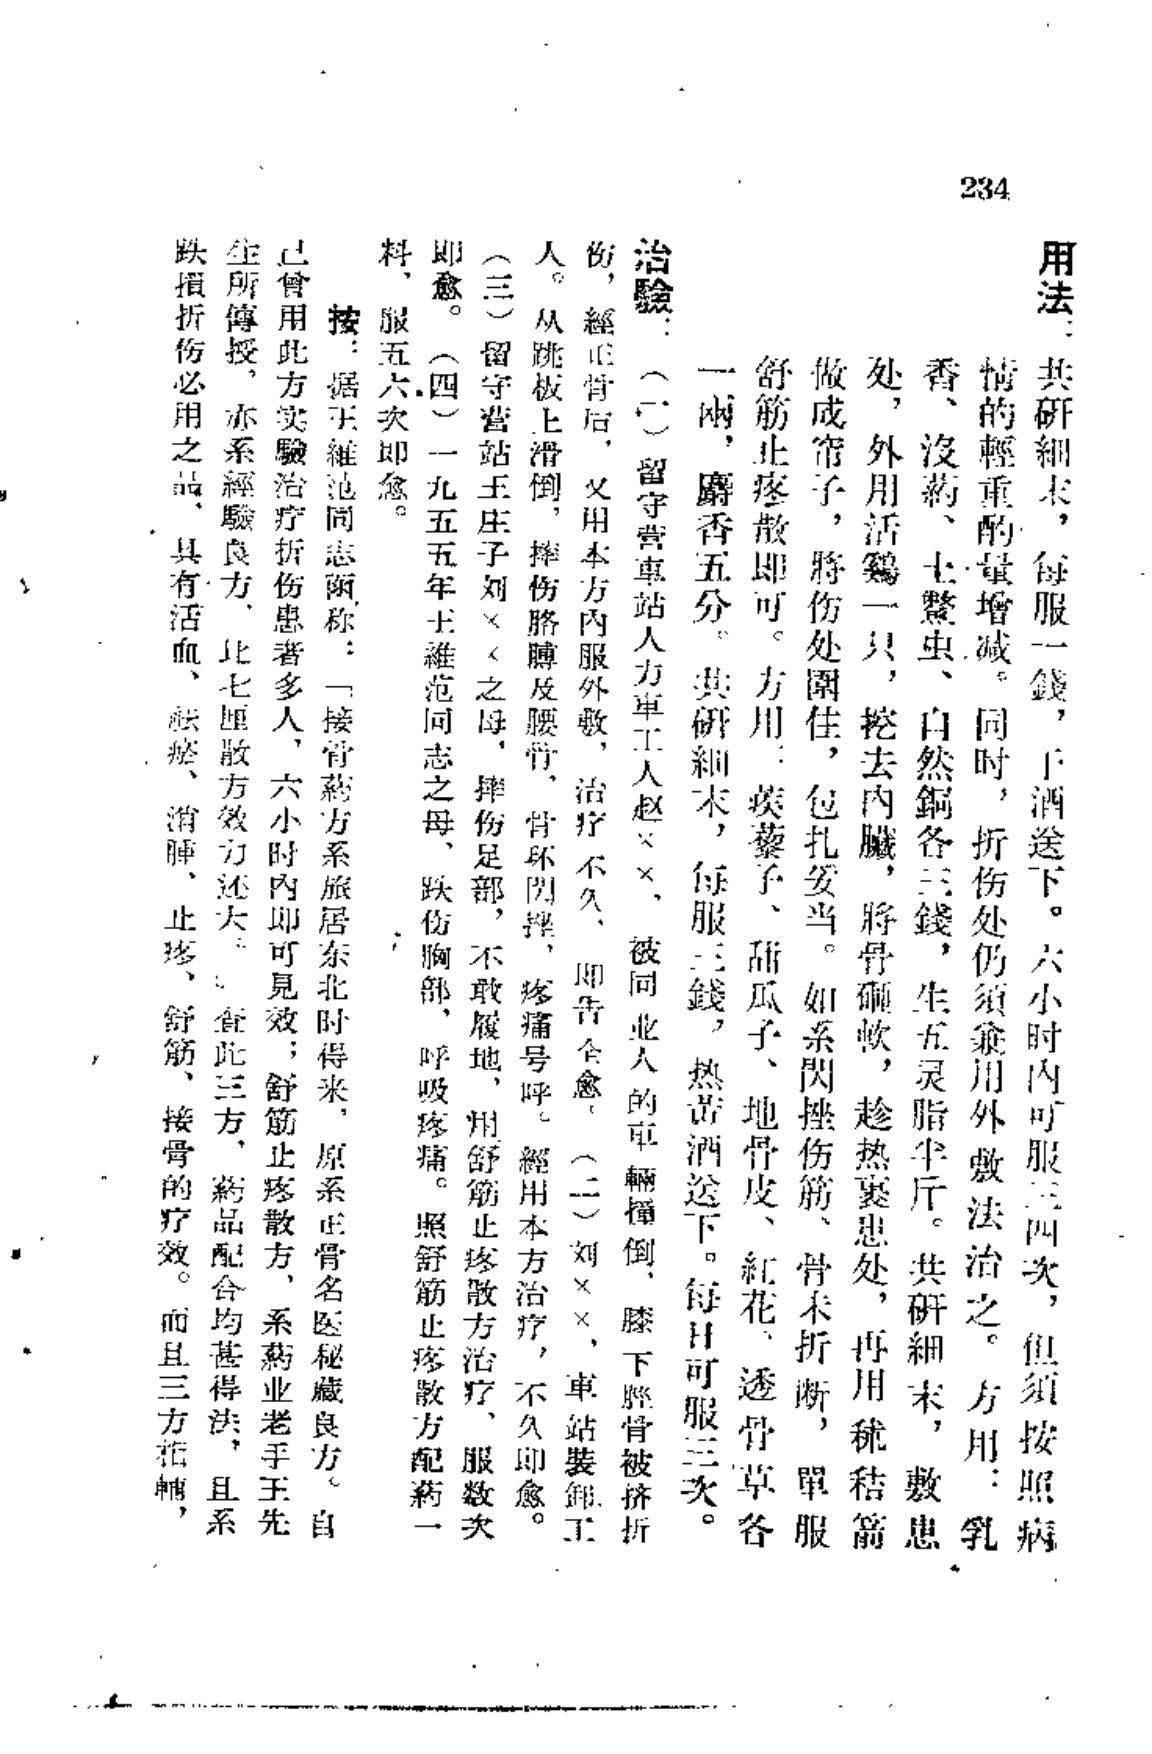 234
用法：共研細末，每服一錢，干酒送下。六小时內可服三四次，但須按照病
情的輕重酌量增减。同时，折伤处仍須兼用外敷法治之。方用：乳
香、沒葯、土鱉虫、自然銅各三錢，生五灵脂半斤。共研細末，敷患
处，外用活鷄一只，挖去內臟，將骨砸軟，趁热裹患处，再用秫秸箭
做成帘子，將伤处圍住，包扎妥当。如系閃挫伤筋、骨未折断，單服
舒筋止疼散即可。方用：蒺藜子、甜瓜子、地骨皮、紅花、透骨草各
一兩，麝香五分。共研細末，每服三錢，热黄酒送下。每日可服三次。
治驗：（一）留守营車站人力車工人赵××，被同业人的車輛撞倒，膝下脛骨被挤折
伤，經正骨后，又用本方內服外敷，治疗不久，即告全愈。（二）刘××，車站裝卸工
人。从跳板上滑倒，摔伤胳膊及腰骨，骨环閃挫，疼痛号呼。經用本方治疗，不久即愈。
（三）留守营站王庄子刘××之母，摔伤足部，不敢履地，用舒筋止疼散方治疗，服数次
即愈。（四）一九五五年王維范同志之母，跌伤胸部，呼吸疼痛。照舒筋止疼散方配葯一
料，服五六次即愈。
按：据王維范同志面称：「接骨葯方系旅居东北时得来，原系正骨名医秘藏良方。自
己曾用此方实驗治疗折伤患者多人，六小时內即可見效；舒筋止疼散方，系葯业老手王先
生所傳授，亦系經驗良方，比七厘散方效力还大。」查此三方，葯品配合均甚得法，且系
跌損折伤必用之品，具有活血、祛瘀、消腫、止疼、舒筋、接骨的疗效。而且三方相輔，